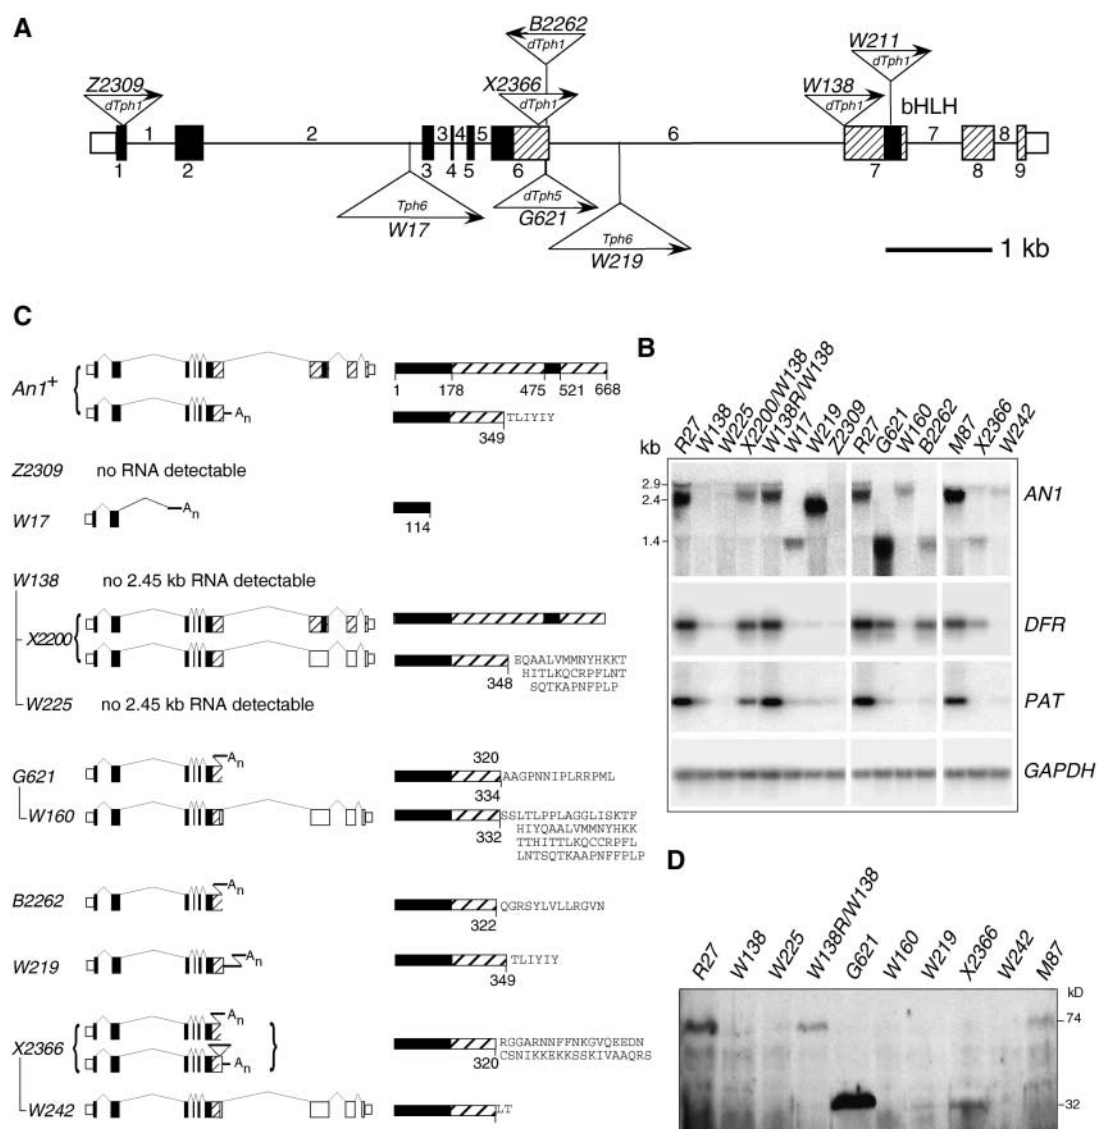 A
B2262
dTph1
W211
dTph1
Z2309
dTph1
X2366
dTph1
W138
dTph1
bHLH
1 2 3 4 5 6 7 8
1 2 3 4 5 6 7 8 9
Tph6
W17
dTph5
G621
Tph6
W219
1 kb
C
An1+
1 178 475 521 668
An
349
TLIYIY
Z2309 no RNA detectable
W17
An
114
W138 no 2.45 kb RNA detectable
X2200
348
EQAALVMMNYHKKT
HITLKQCRPFLNT
SQTKAPNFPLP
W225 no 2.45 kb RNA detectable
G621
An
320
334
AAGPNNIPLRRPML
W160
332
SSLTLPPLAGGLISKTF
HIYQAALVMMNYHKK
TTHITTLKQCCRPFL
LNTSQTKAAPNFFPLP
B2262
An
322
QGRSYLVLLRGVN
W219
An
349
TLIYIY
X2366
An
An
320
RGGARNNFFNKGVQEEDN
CSNIKKEKKSSKIVAAQRS
W242
LT
B
kb
R27 W138 W225 X2200/W138 W138R/W138 W17 W219 Z2309 R27 G621 W160 B2262 M87 X2366 W242
2.9
2.4
1.4
AN1
DFR
PAT
GAPDH
D
R27 W138 W225 W138R/W138 G621 W160 W219 X2366 W242 M87
kD
74
32